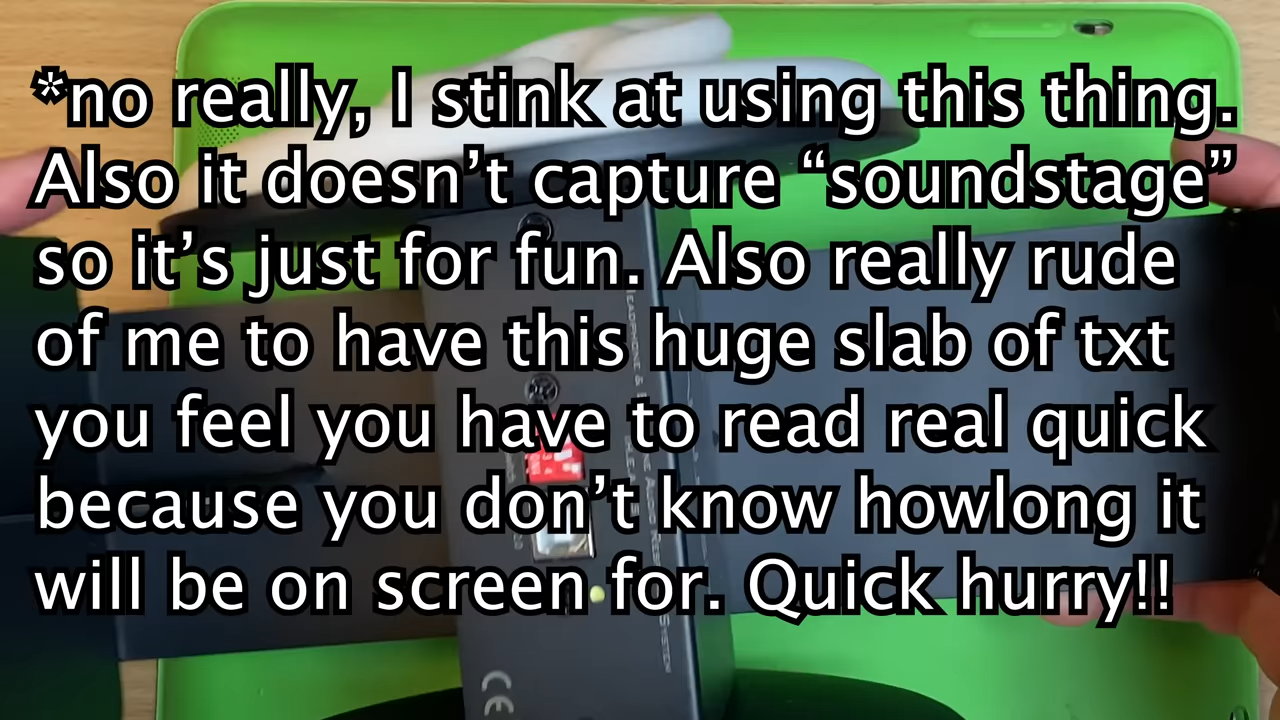 *no really, I stink at using this thing.
Also it doesn’t capture “soundstage”
so it’s just for fun. Also really rude
of me to have this huge slab of txt
you feel you have to read real quick
because you don’t know howlong it
will be on screen for. Quick hurry!!
CE
System